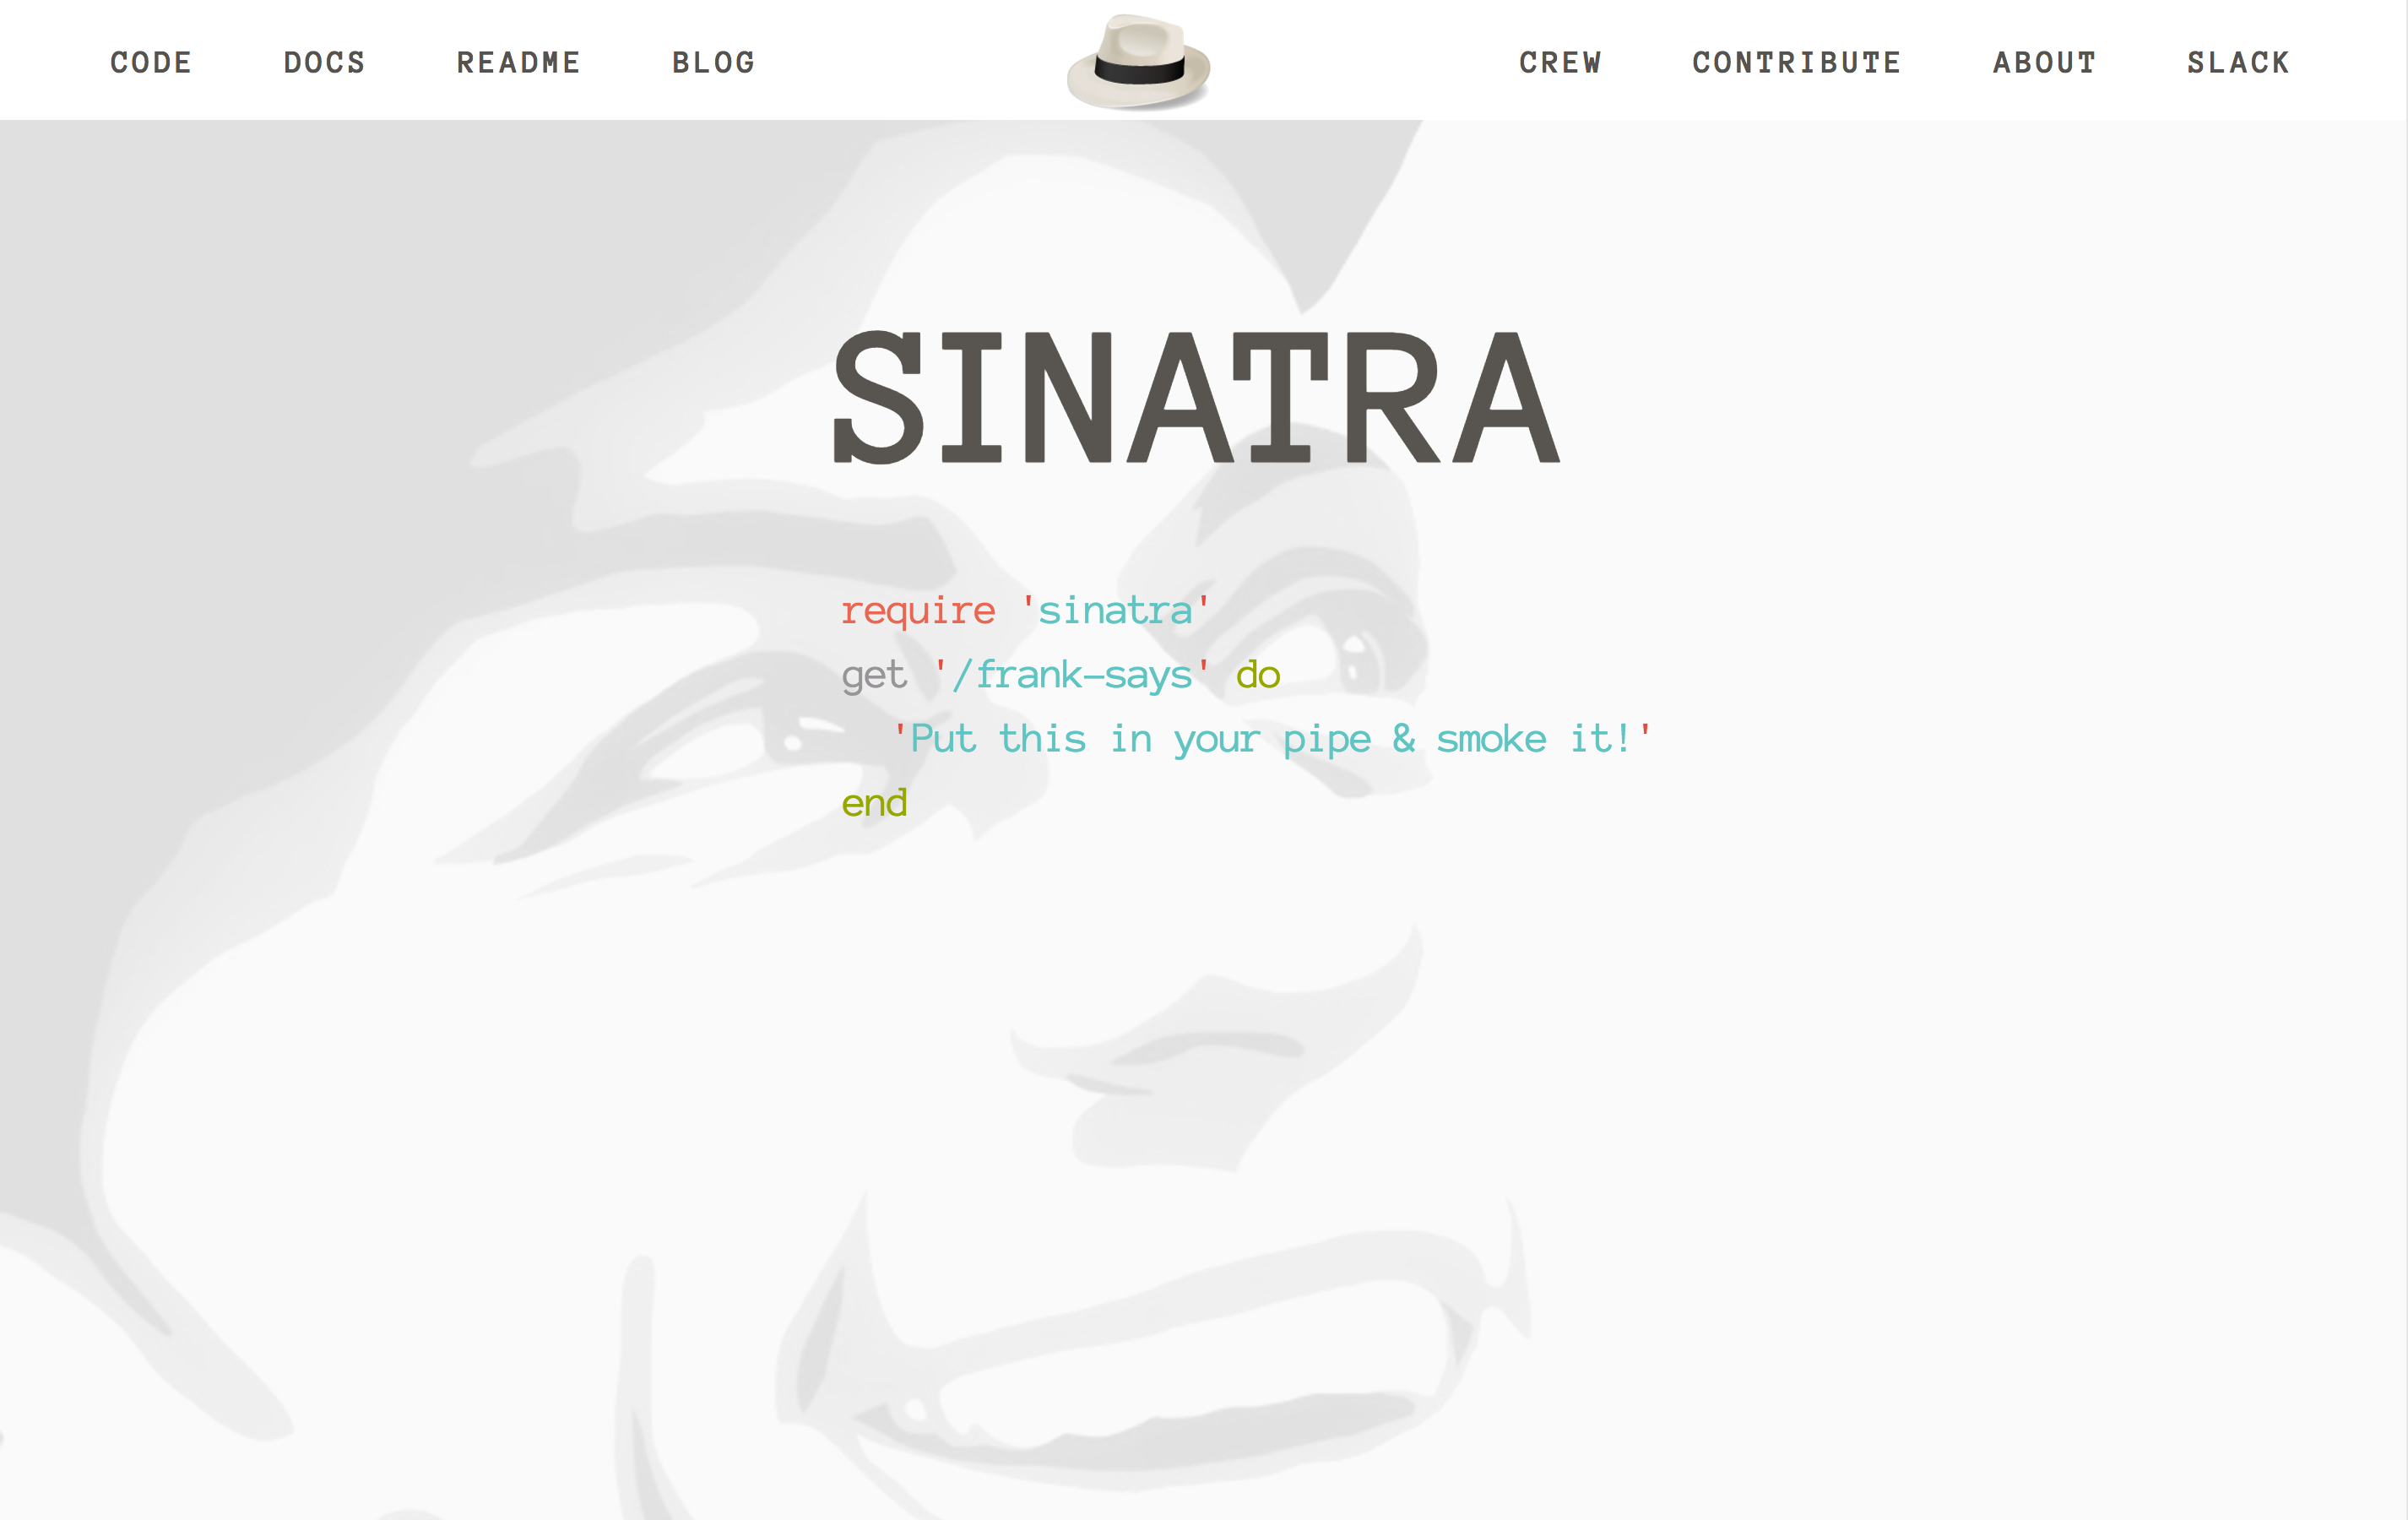 CODE DOCS README BLOG CREW CONTRIBUTE ABOUT SLACK
SINATRA
require 'sinatra'
get '/frank-says' do
  'Put this in your pipe & smoke it!'
end